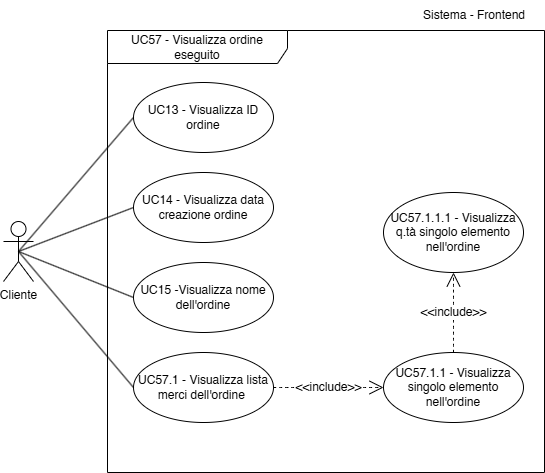 Sistema - Frontend
UC57 - Visualizza ordine
eseguito
UC13 - Visualizza ID
ordine
UC14 - Visualizza data
creazione ordine
UC57.1.1.1 - Visualizza
q.tà singolo elemento
nell'ordine
Cliente
UC15 -Visualizza nome
dell'ordine
<<include>>
UC57.1 - Visualizza lista
merci dell'ordine
<<include>>
UC57.1.1 - Visualizza
singolo elemento
nell'ordine